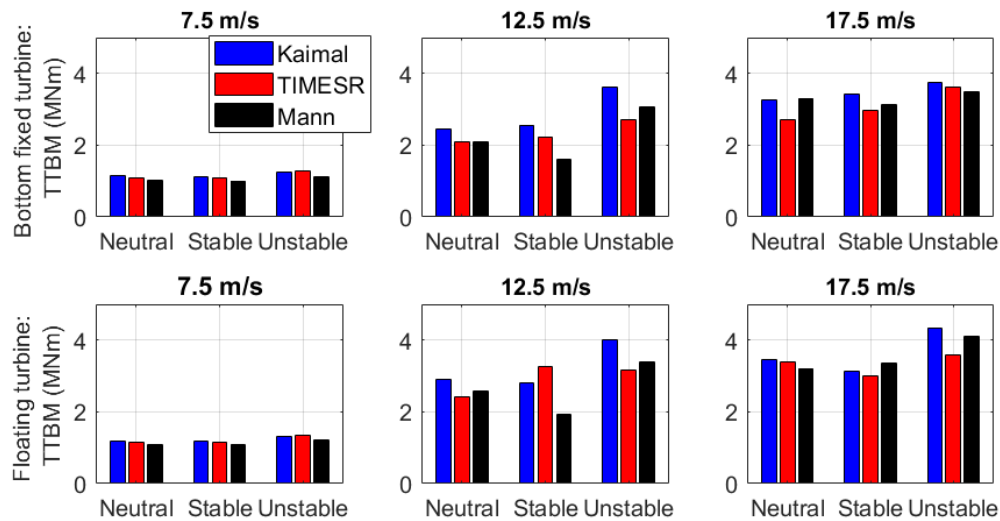 7.5 m/s
12.5 m/s
17.5 m/s
Bottom fixed turbine:
TTBM (MNm)
4
2
0
Kaimal
TIMESR
Mann
Neutral Stable Unstable
4
2
0
Neutral Stable Unstable
4
2
0
Neutral Stable Unstable
7.5 m/s
12.5 m/s
17.5 m/s
Floating turbine:
TTBM (MNm)
4
2
0
Neutral Stable Unstable
4
2
0
Neutral Stable Unstable
4
2
0
Neutral Stable Unstable